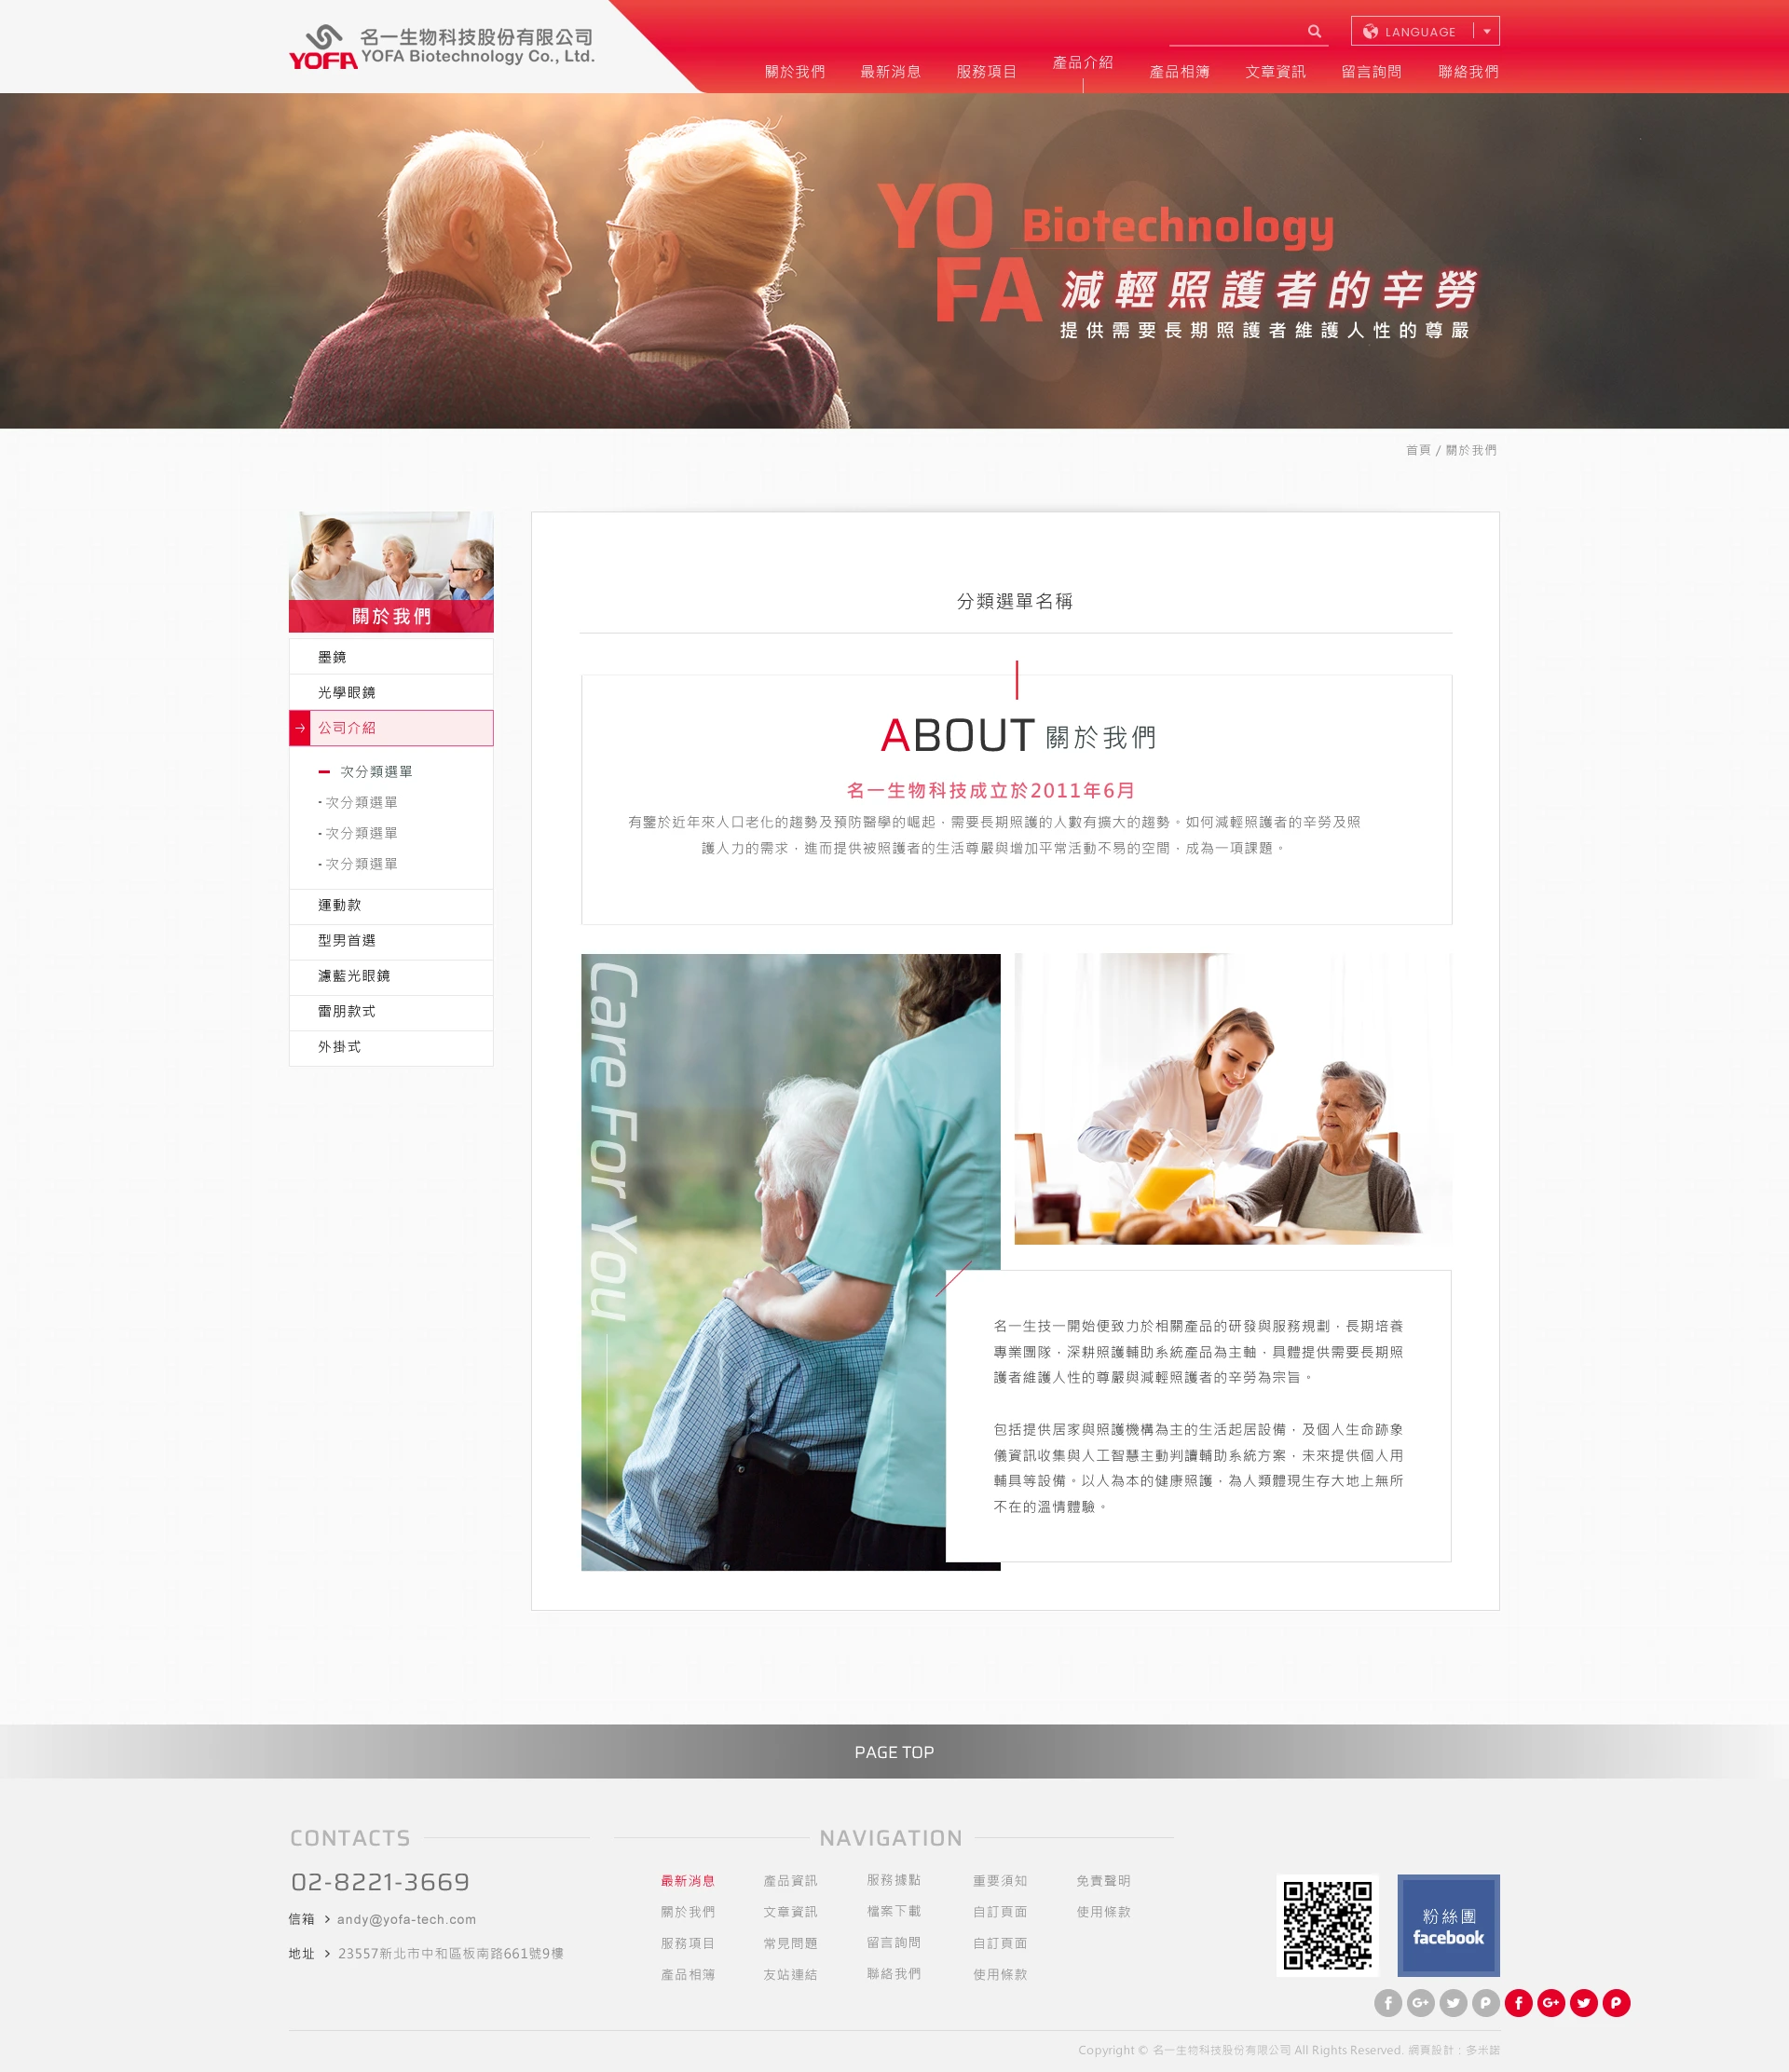 名一生物科技股份有限公司
YOFA YOFA Biotechnology Co., Ltd.
LANGUAGE
關於我們 最新消息 服務項目 產品介紹 產品相簿 文章資訊 留言詢問 聯絡我們
YO
FA
Biotechnology
減輕照護者的辛勞
提供需要長期照護者維護人性的尊嚴
首頁 / 關於我們
關於我們
墨鏡
光學眼鏡
公司介紹
次分類選單
- 次分類選單
- 次分類選單
- 次分類選單
運動款
型男首選
濾藍光眼鏡
雷朋款式
外掛式
分類選單名稱
ABOUT 關於我們
名一生物科技成立於2011年6月
有鑒於近年來人口老化的趨勢及預防醫學的崛起，需要長期照護的人數有擴大的趨勢。如何減輕照護者的辛勞及照
護人力的需求，進而提供被照護者的生活尊嚴與增加平常活動不易的空間，成為一項課題。
Care For You
名一生技一開始便致力於相關產品的研發與服務規劃，長期培養
專業團隊，深耕照護輔助系統產品為主軸，具體提供需要長期照
護者維護人性的尊嚴與減輕照護者的辛勞為宗旨。
包括提供居家與照護機構為主的生活起居設備，及個人生命跡象
儀資訊收集與人工智慧主動判讀輔助系統方案，未來提供個人用
輔具等設備。以人為本的健康照護，為人類體現生存大地上無所
不在的溫情體驗。
PAGE TOP
CONTACTS
02-8221-3669
信箱 > andy@yofa-tech.com
地址 > 23557新北市中和區板南路661號9樓
NAVIGATION
最新消息 產品資訊 服務據點 重要須知 免責聲明
關於我們 文章資訊 檔案下載 自訂頁面 使用條款
服務項目 常見問題 留言詢問 自訂頁面
產品相簿 友站連結 聯絡我們 使用條款
粉絲團
facebook
Copyright © 名一生物科技股份有限公司 All Rights Reserved. 網頁設計：多米諾